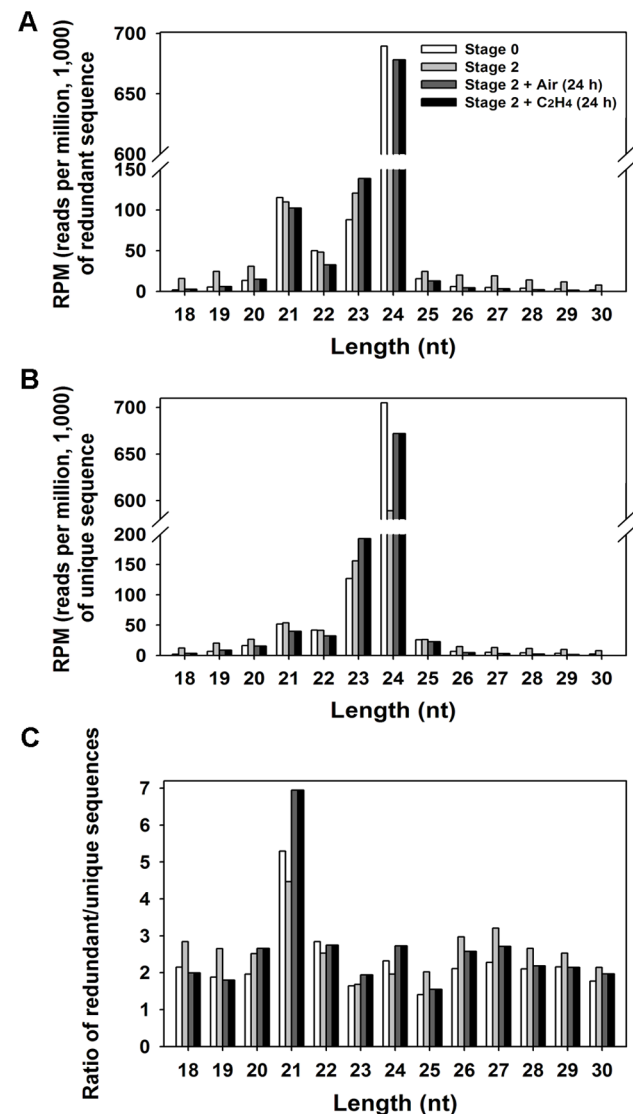 A
RPM (reads per million, 1,000)
of redundant sequence
700
650
600
150
100
50
0
Stage 0
Stage 2
Stage 2 + Air (24 h)
Stage 2 + C2H4 (24 h)
18 19 20 21 22 23 24 25 26 27 28 29 30
Length (nt)
B
RPM (reads per million, 1,000)
of unique sequence
700
650
600
200
150
100
50
0
18 19 20 21 22 23 24 25 26 27 28 29 30
Length (nt)
C
Ratio of redundant/unique sequences
7
6
5
4
3
2
1
0
18 19 20 21 22 23 24 25 26 27 28 29 30
Length (nt)